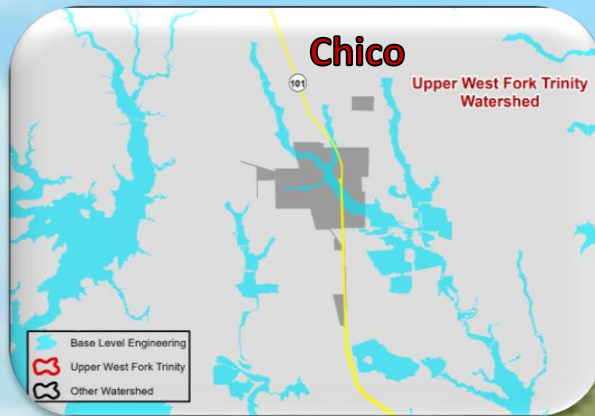 Chico
101
Upper West Fork Trinity
Watershed
Base Level Engineering
Upper West Fork Trinity
Other Watershed